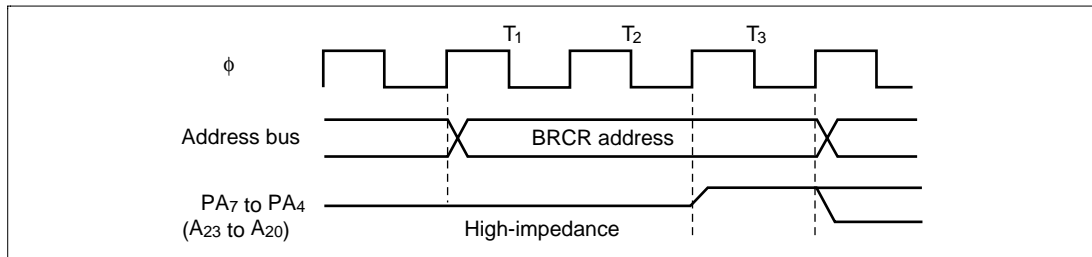 T1 T2 T3
φ
Address bus BRCR address
PA7 to PA4
(A23 to A20) High-impedance